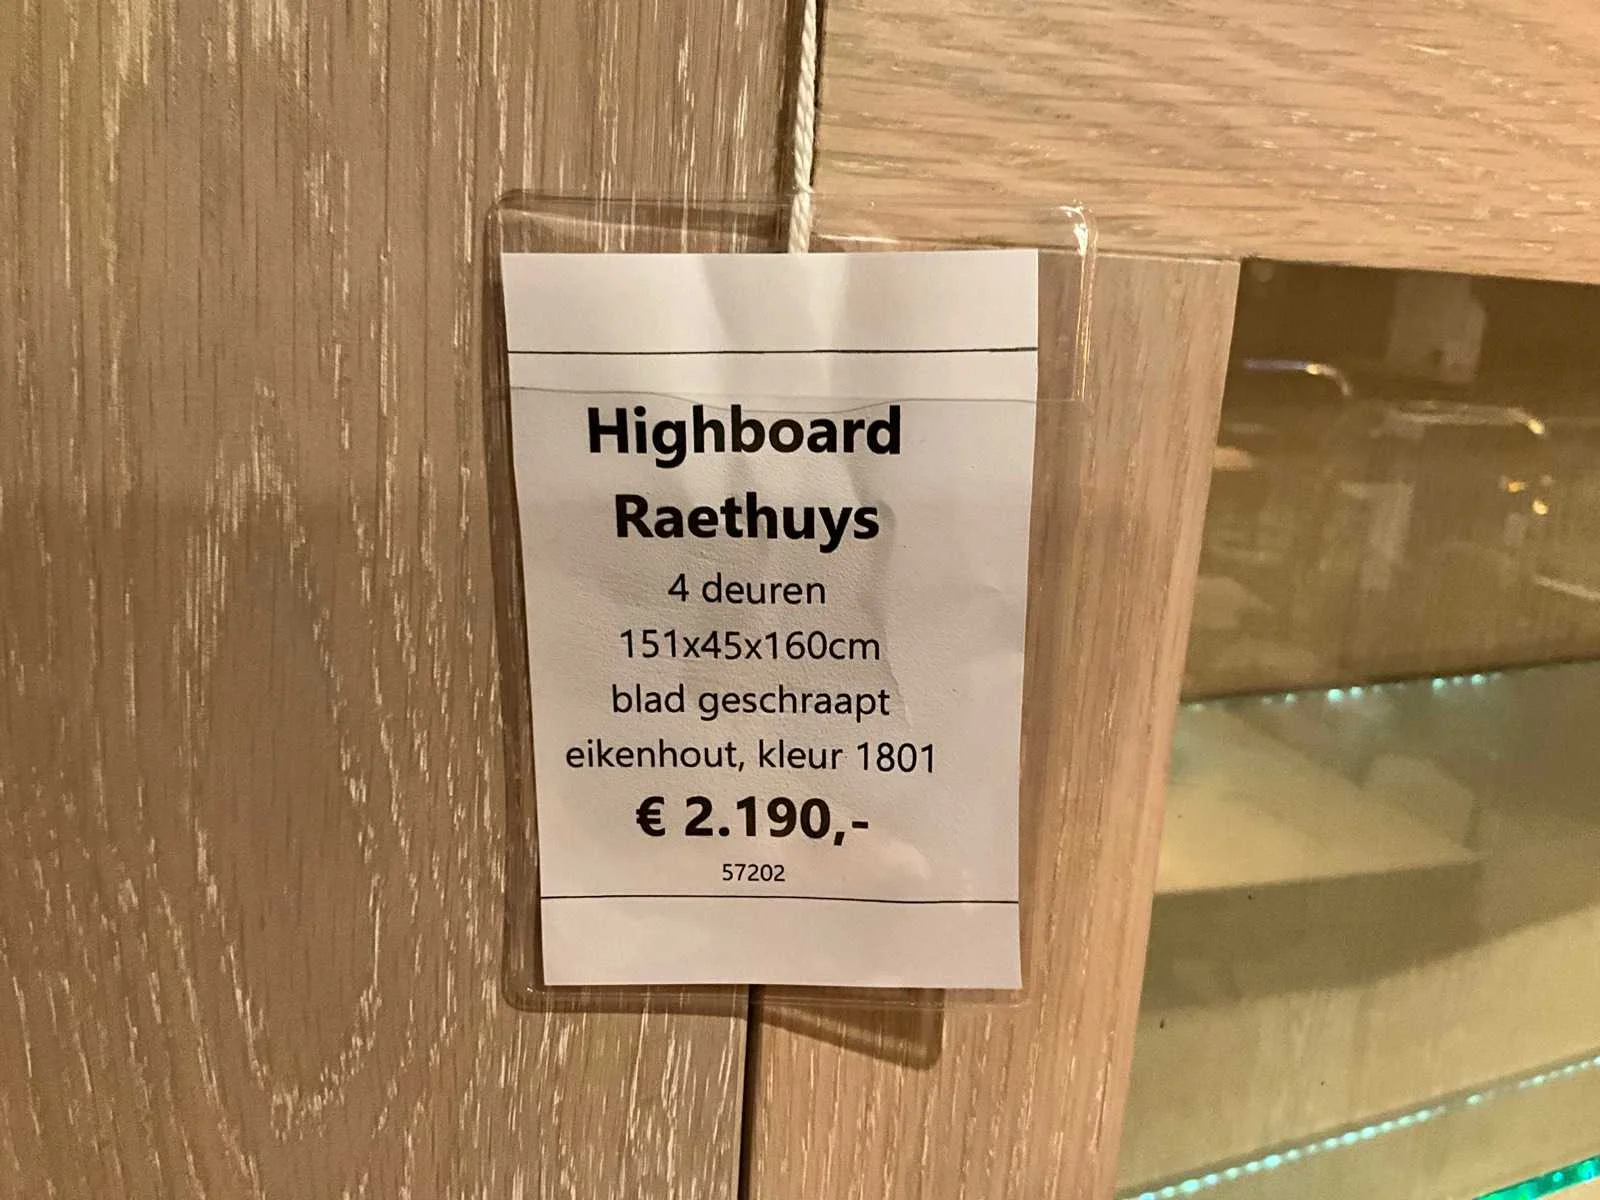 Highboard
Raethuys
4 deuren
151x45x160cm
blad geschraapt
eikenhout, kleur 1801
€ 2.190,-
57202